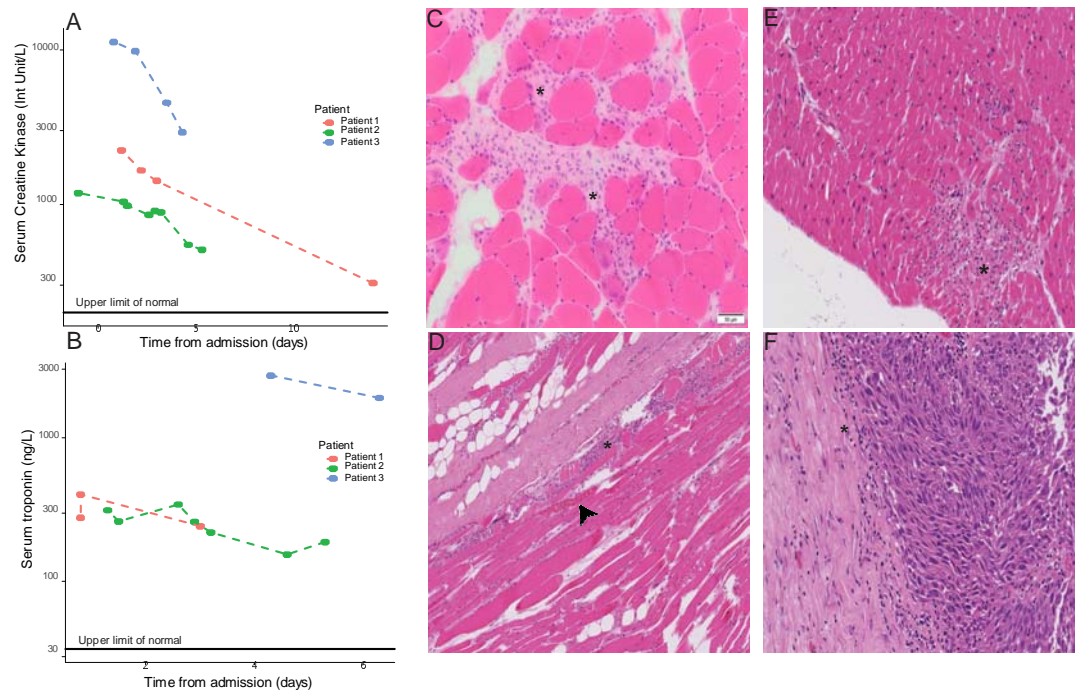 A
Serum Creatine Kinase (Int Unit/L)
10000
3000
1000
300
Patient
Patient 1
Patient 2
Patient 3
Upper limit of normal
0
5
10
Time from admission (days)
B
Serum troponin (ng/L)
3000
1000
300
100
30
Patient
Patient 1
Patient 2
Patient 3
Upper limit of normal
2
4
6
Time from admission (days)
C
*
*
D
*
E
*
F
*